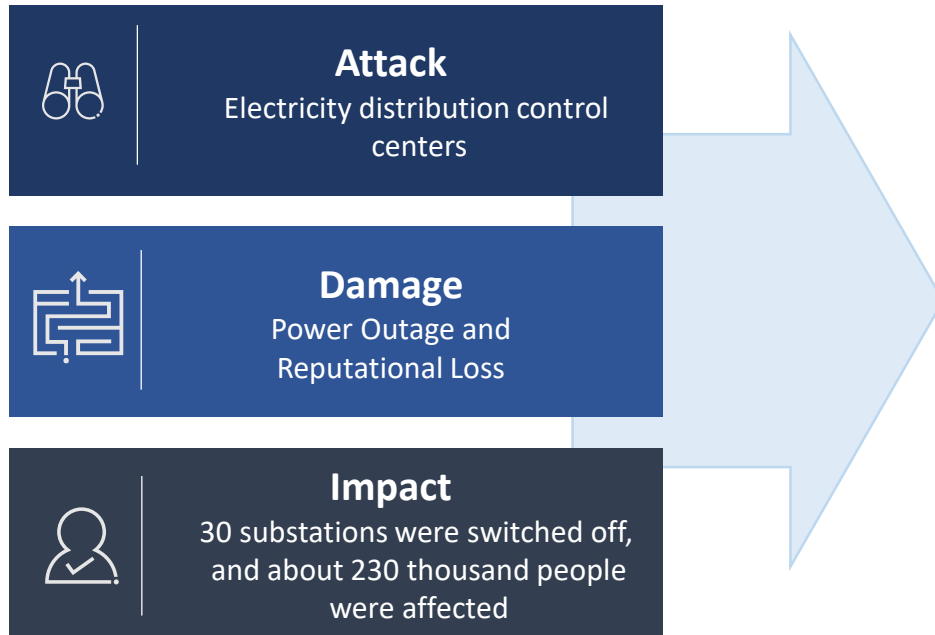 Attack
Electricity distribution control
centers
Damage
Power Outage and
Reputational Loss
Impact
30 substations were switched off,
and about 230 thousand people
were affected